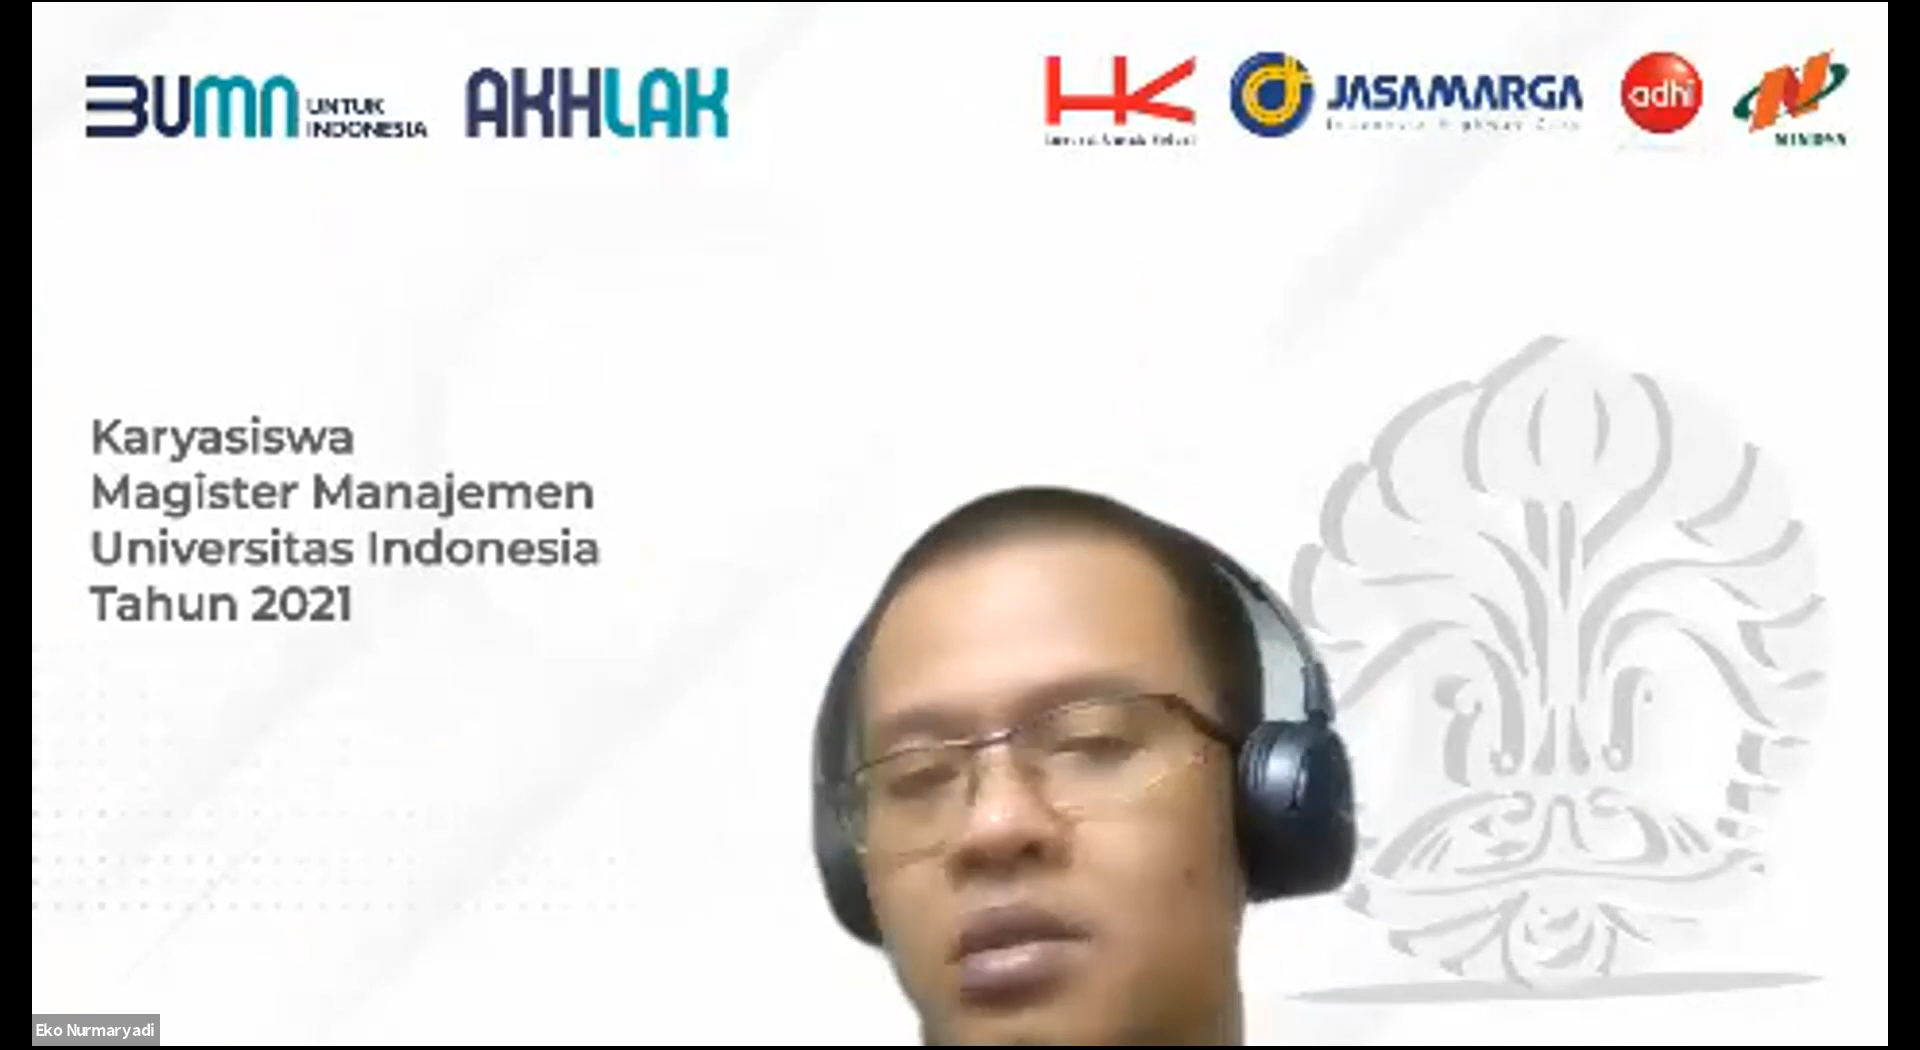 BUMN UNTUK
INDONESIA
AKHLAK
HK
JASAMARGA
adhi
Karyasiswa
Magister Manajemen
Universitas Indonesia
Tahun 2021
Eko Nurmaryadi